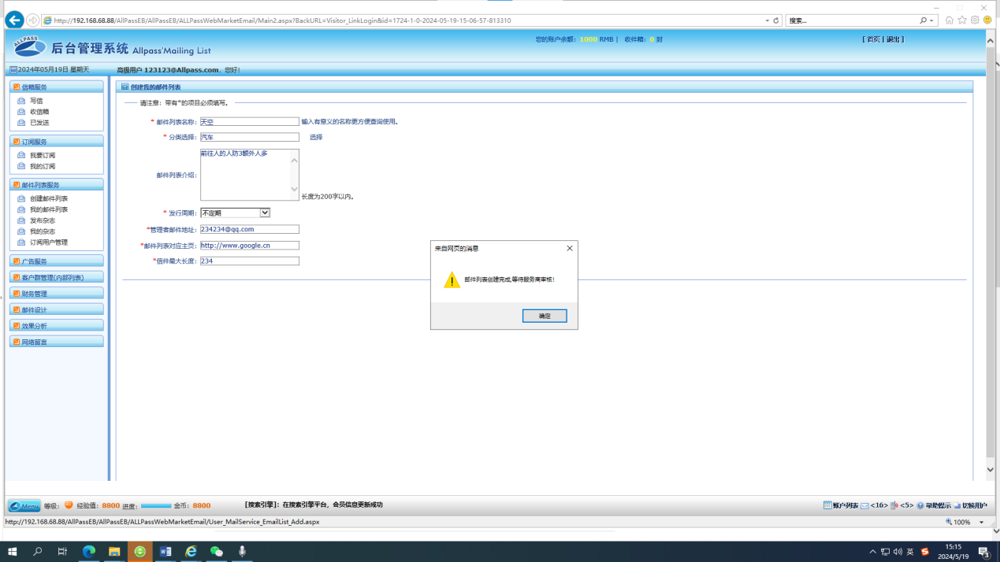 http://192.168.68.88/AllPassEB/AllPassEB/ALLPassWebMarketEmail/Main2.aspx?BackURL=Visitor_LinkLogin&id=1724-1-0-2024-05-19-15-06-57-813310
搜索...
ALLPASS 后台管理系统 Allpass'Mailing List
您的账户余额: 1000 RMB | 收件箱: 0 封
[ 首页 | 退出 ]
2024年05月19日 星期天
高级用户 123123@Allpass.com, 您好!
信箱服务
写信
收信箱
已发送
订阅服务
我要订阅
我的订阅
邮件列表服务
创建邮件列表
我的邮件列表
发布杂志
我的杂志
订阅用户管理
广告服务
客户群管理(内部列表)
财务管理
邮件设计
效果分析
网络留言
创建我的邮件列表
请注意: 带有*的项目必须填写。
* 邮件列表名称: 天空 输入有意义的名称更方便查询使用。
* 分类选择: 汽车 选择
邮件列表介绍: 前往人的人防3额外人多 长度为200字以内。
* 发行周期: 不定期
*管理者邮件地址: 234234@qq.com
*邮件列表对应主页: http://www.google.cn
*信件最大长度: 234
来自网页的消息
邮件列表创建完成,等待服务商审核!
确定
Menu 等级: 经验值: 8800 进度: 金币: 8800
[搜索引擎]: 在搜索引擎平台, 会员信息更新成功
账户列表 <16> <5> 帮助提示 切换用户
http://192.168.68.88/AllPassEB/AllPassEB/ALLPassWebMarketEmail/User_MailService_EmailList_Add.aspx
100%
英
15:15
2024/5/19
3